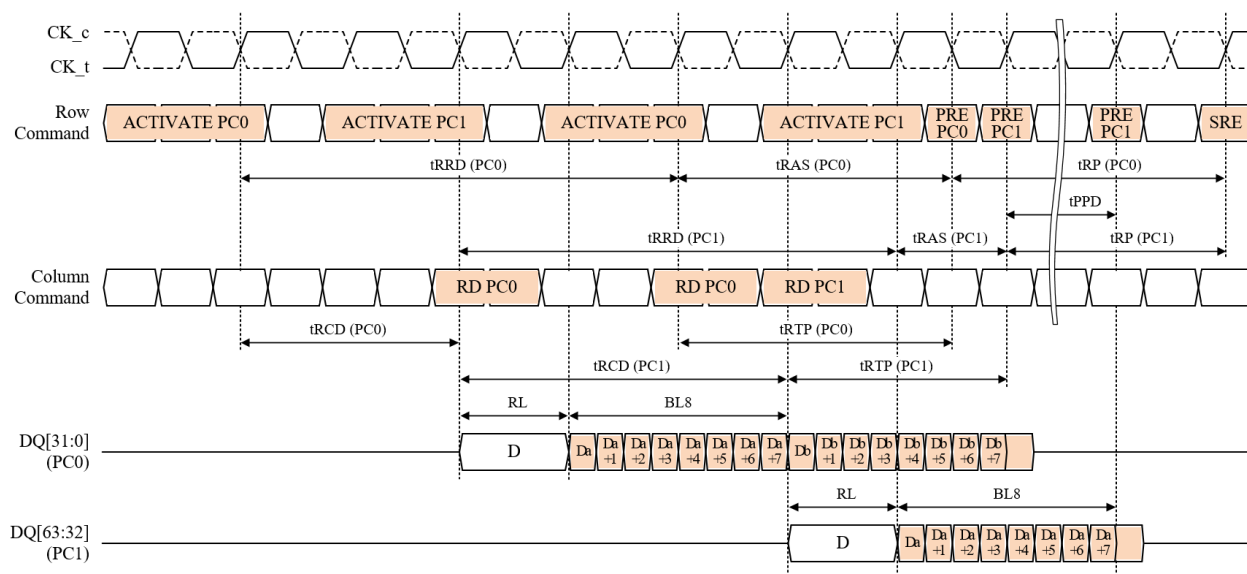 CK_c
CK_t
Row
Command
ACTIVATE PC0
ACTIVATE PC1
ACTIVATE PC0
ACTIVATE PC1
PRE
PC0
PRE
PC1
PRE
PC1
SRE
tRRD (PC0)
tRAS (PC0)
tRP (PC0)
tPPD
tRRD (PC1)
tRAS (PC1)
tRP (PC1)
Column
Command
RD PC0
RD PC0
RD PC1
tRCD (PC0)
tRTP (PC0)
tRCD (PC1)
tRTP (PC1)
RL
BL8
DQ[31:0]
(PC0)
D
Da
Da
+1
Da
+2
Da
+3
Da
+4
Da
+5
Da
+6
Da
+7
Db
Db
+1
Db
+2
Db
+3
Db
+4
Db
+5
Db
+6
Db
+7
RL
BL8
DQ[63:32]
(PC1)
D
Da
Da
+1
Da
+2
Da
+3
Da
+4
Da
+5
Da
+6
Da
+7